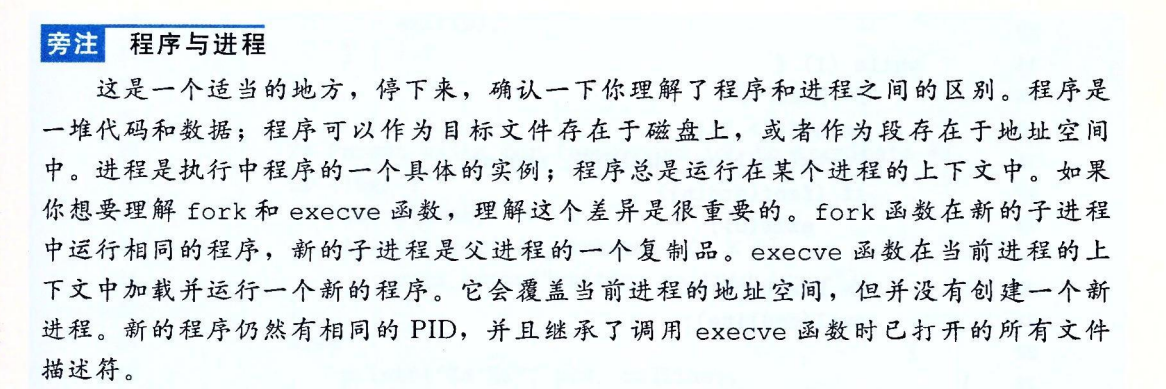 旁注 程序与进程
这是一个适当的地方，停下来，确认一下你理解了程序和进程之间的区别。程序是
一堆代码和数据；程序可以作为目标文件存在于磁盘上，或者作为段存在于地址空间
中。进程是执行中程序的一个具体的实例；程序总是运行在某个进程的上下文中。如果
你想要理解 fork 和 execve 函数，理解这个差异是很重要的。fork 函数在新的子进程
中运行相同的程序，新的子进程是父进程的一个复制品。execve 函数在当前进程的上
下文中加载并运行一个新的程序。它会覆盖当前进程的地址空间，但并没有创建一个新
进程。新的程序仍然有相同的 PID，并且继承了调用 execve 函数时已打开的所有文件
描述符。